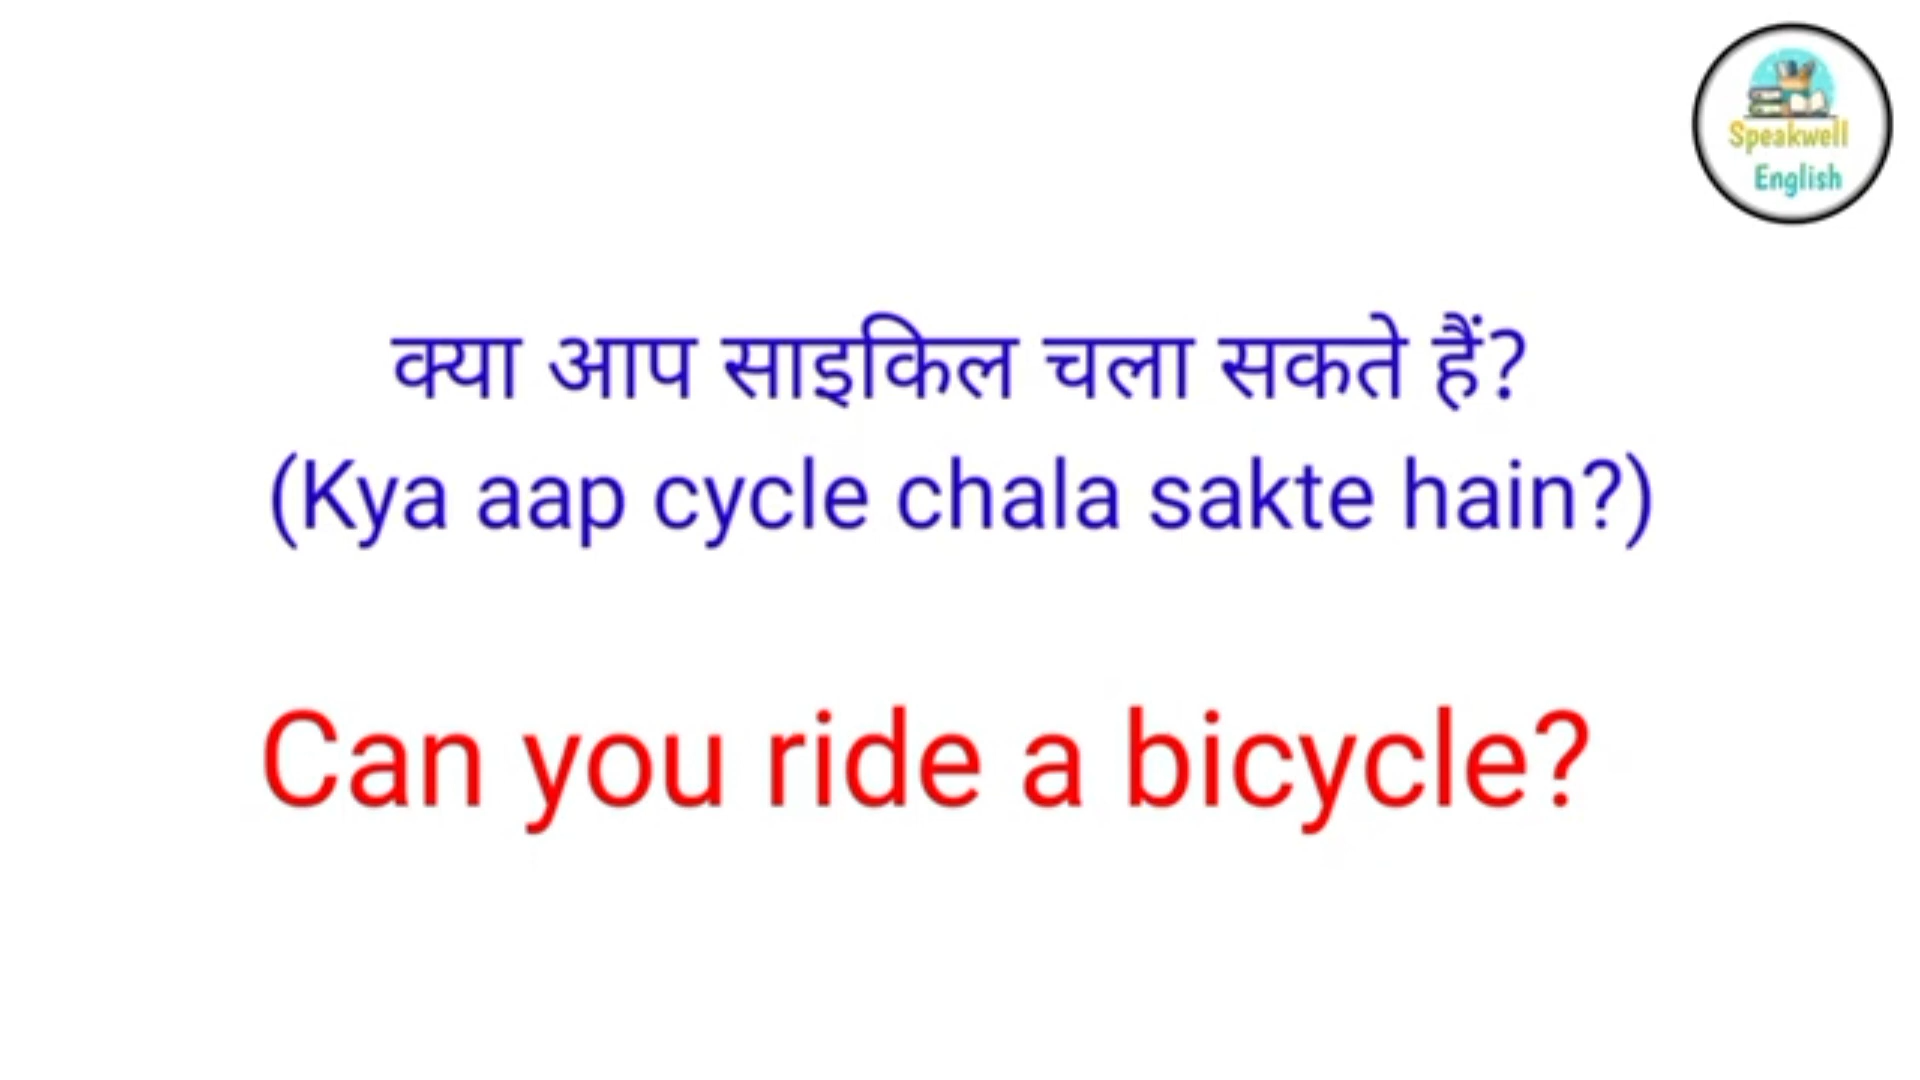 Speakwell
English
क्या आप साइकिल चला सकते हैं?
(Kya aap cycle chala sakte hain?)
Can you ride a bicycle?